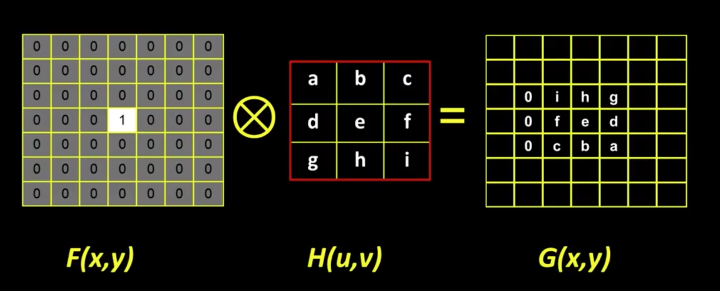 0 0 0 0 0 0 0
0 0 0 0 0 0 0
0 0 0 0 0 0 0
0 0 0 1 0 0 0
0 0 0 0 0 0 0
0 0 0 0 0 0 0
0 0 0 0 0 0 0
⊗
a b c
d e f
g h i
=
0 i h g
0 f e d
0 c b a
F(x,y)
H(u,v)
G(x,y)